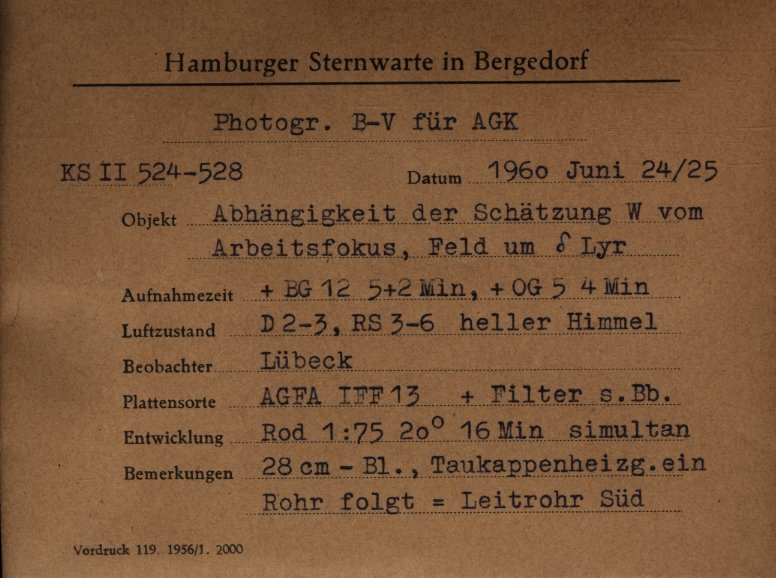 Hamburger Sternwarte in Bergedorf
Photogr. B-V für AGK
KS II 524-528 Datum 1960 Juni 24/25
Objekt Abhängigkeit der Schätzung W vom
Arbeitsfokus, Feld um δ Lyr
Aufnahmezeit + BG 12 5+2 Min, + OG 5 4 Min
Luftzustand D 2-3, RS 3-6 heller Himmel
Beobachter Lübeck
Plattensorte AGFA IFF 13 + Filter s.Bb.
Entwicklung Rod 1:75 20° 16 Min simultan
Bemerkungen 28 cm - Bl., Taukappenheizg.ein
Rohr folgt = Leitrohr Süd
Vordruck 119. 1956/1. 2000